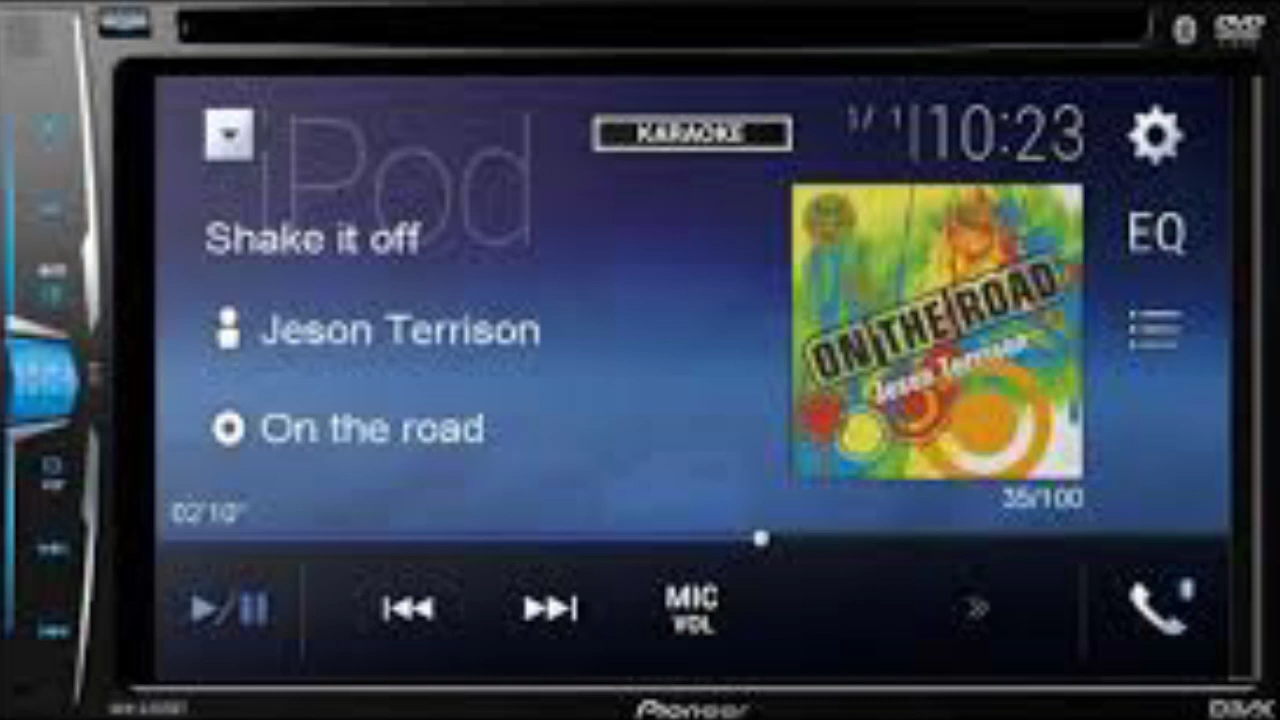 DVD
iPod
KARAOKE
1/ 1
10:23
Shake it off
EQ
Jeson Terrison
ON THE ROAD
Jeson Terrison
On the road
02'10"
35/100
MIC
VOL
Pioneer